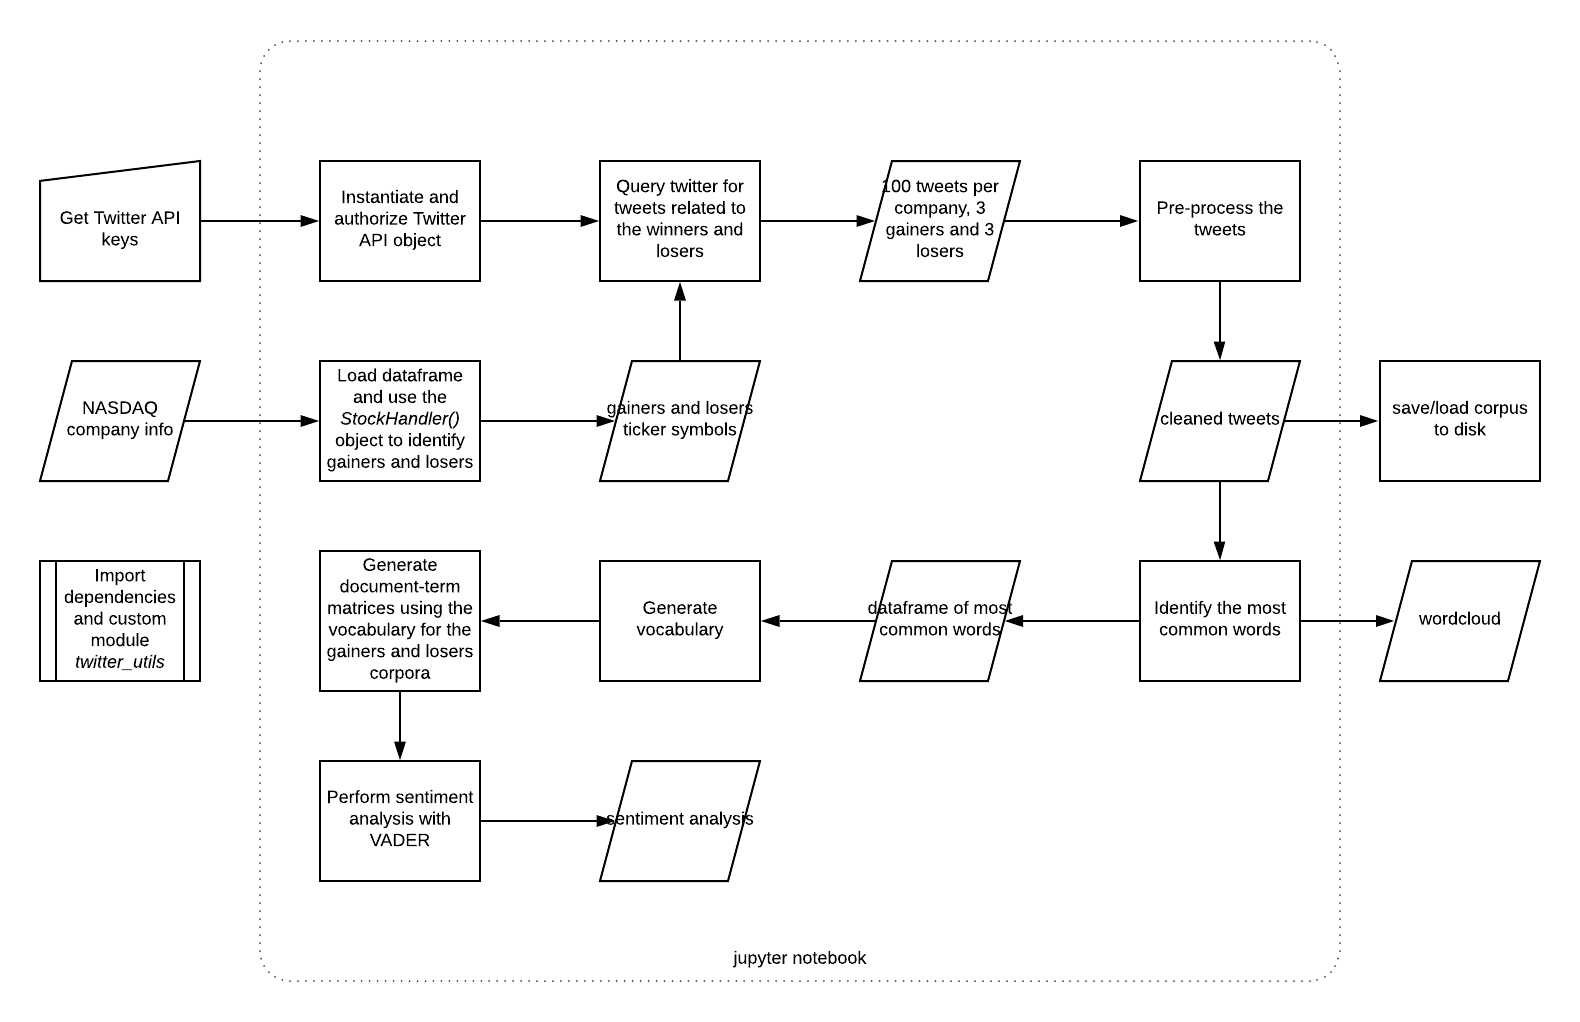 Get Twitter API
keys
Instantiate and
authorize Twitter
API object
Query twitter for
tweets related to
the winners and
losers
100 tweets per
company, 3
gainers and 3
losers
Pre-process the
tweets
NASDAQ
company info
Load dataframe
and use the
StockHandler()
object to identify
gainers and losers
gainers and losers
ticker symbols
cleaned tweets
save/load corpus
to disk
Import
dependencies
and custom
module
twitter_utils
Generate
document-term
matrices using the
vocabulary for the
gainers and losers
corpora
Generate
vocabulary
dataframe of most
common words
Identify the most
common words
wordcloud
Perform sentiment
analysis with
VADER
sentiment analysis
jupyter notebook